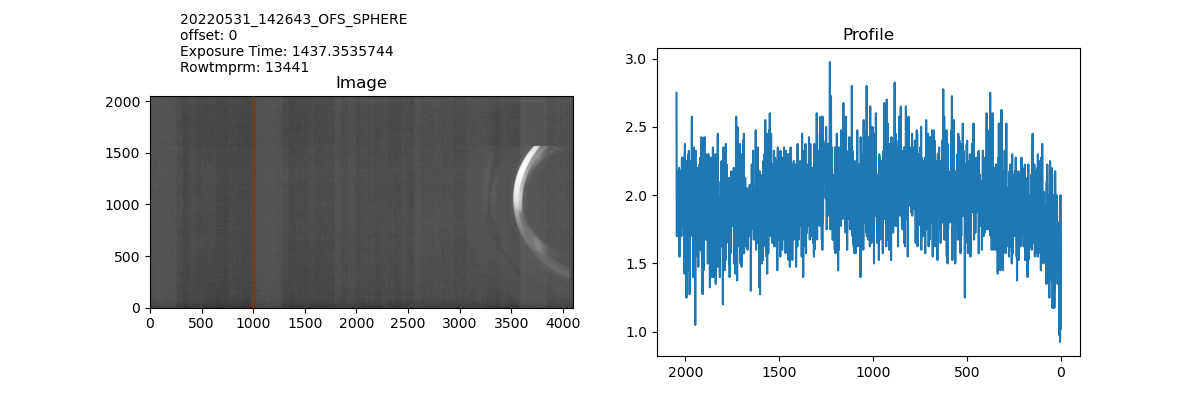 20220531_142643_OFS_SPHERE
offset: 0
Exposure Time: 1437.3535744
Rowtmprm: 13441
Image
2000
1500
1000
500
0
0 500 1000 1500 2000 2500 3000 3500 4000
Profile
3.0
2.5
2.0
1.5
1.0
2000 1500 1000 500 0